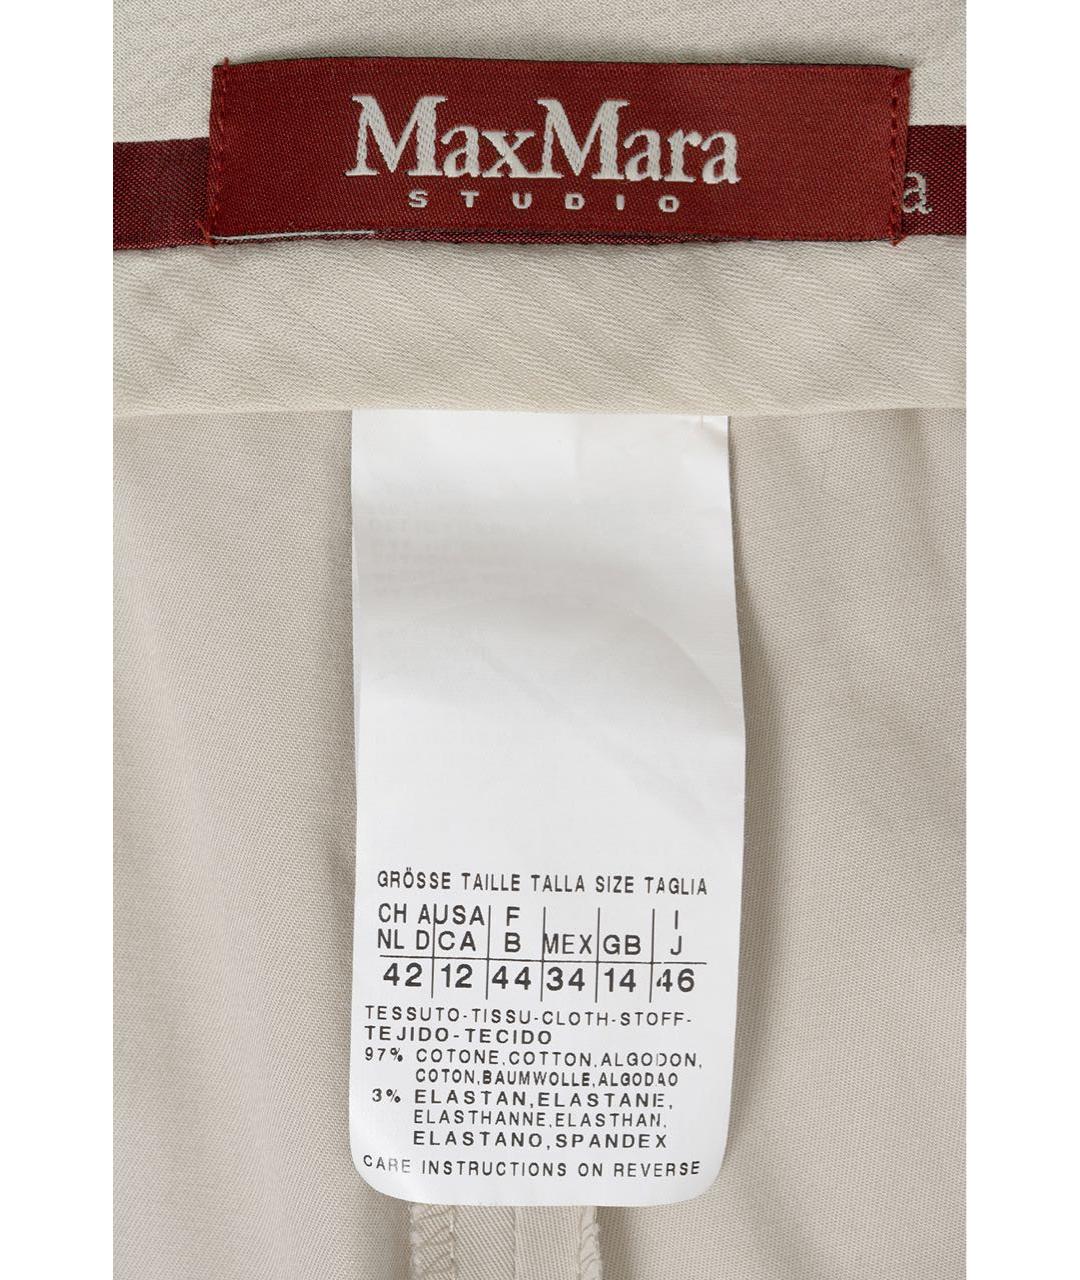 MaxMara
STUDIO
a
GRÖSSE TAILLE TALLA SIZE TAGLIA
CH A USA F I
NL D CA B MEX GB J
42 12 44 34 14 46
TESSUTO-TISSU-CLOTH-STOFF-
TEJIDO-TECIDO
97% COTONE,COTTON,ALGODON,
COTON,BAUMWOLLE,ALGODAO
3% ELASTAN,ELASTANE,
ELASTHANNE,ELASTHAN,
ELASTANO,SPANDEX
CARE INSTRUCTIONS ON REVERSE